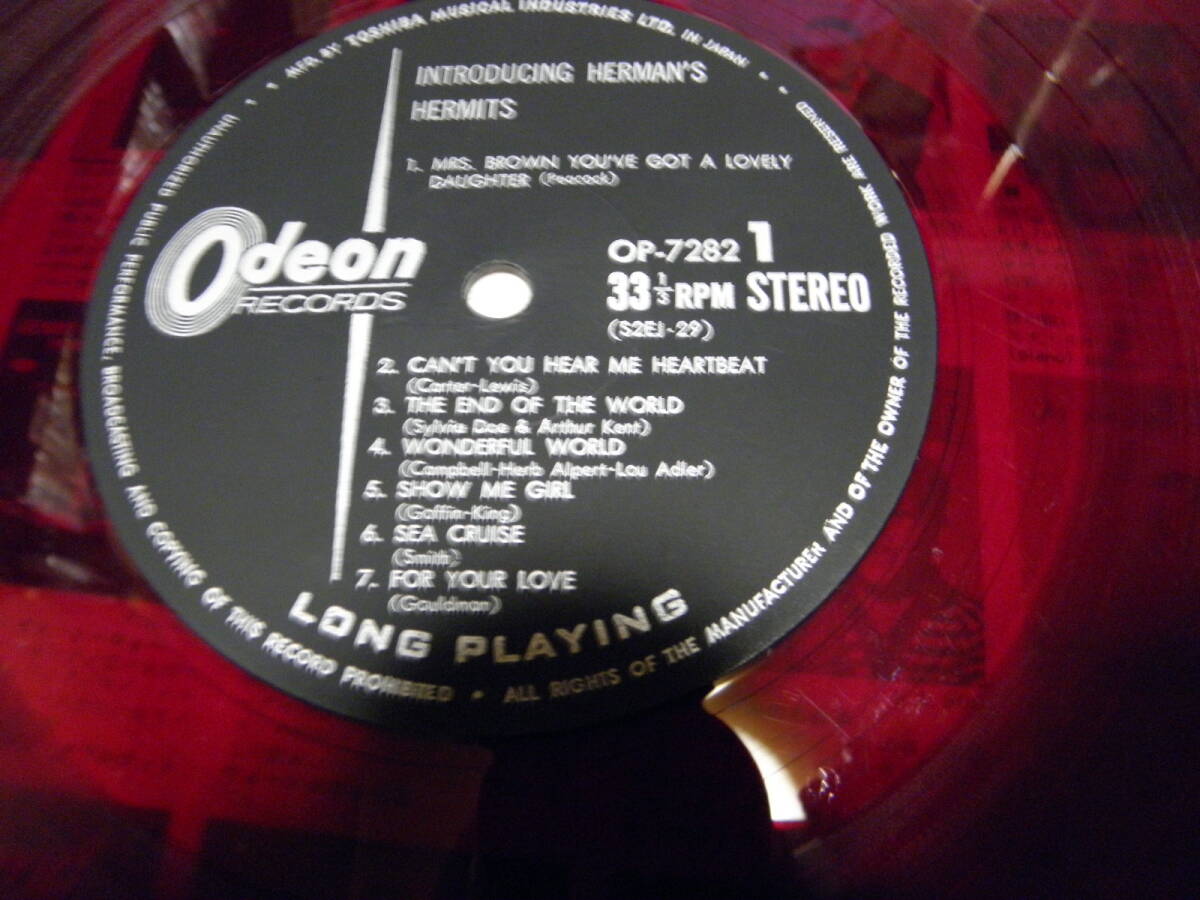 INTRODUCING HERMAN'S
HERMITS
1. MRS. BROWN YOU'VE GOT A LOVELY
DAUGHTER (Peacock)
Odeon
RECORDS
OP-7282 1
33 1/3 RPM STEREO
(S2EJ-29)
2. CAN'T YOU HEAR ME HEARTBEAT
(Carter-Lewis)
3. THE END OF THE WORLD
(Sylvia Dee & Arthur Kent)
4. WONDERFUL WORLD
(Campbell-Herb Alpert-Lou Adler)
5. SHOW ME GIRL
(Goffin-King)
6. SEA CRUISE
(Smith)
7. FOR YOUR LOVE
(Gouldman)
LONG PLAYING
MFD. BY TOSHIBA MUSICAL INDUSTRIES LTD. IN JAPAN
UNAUTHORISED PUBLIC PERFORMANCE, BROADCASTING AND COPYING OF THIS RECORD PROHIBITED • ALL RIGHTS OF THE MANUFACTURER AND OF THE OWNER OF THE RECORDED WORK ARE RESERVED